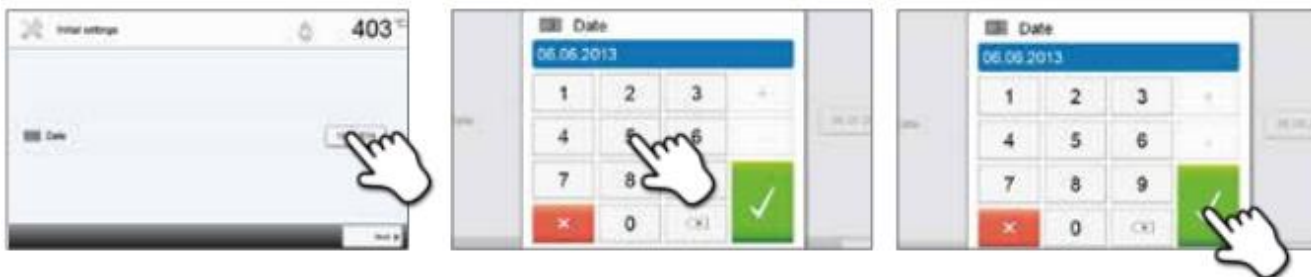 Initial settings
403 °C
Date
Next
Date
06.06.2013
1 2 3 +
4 5 6
7 8
0
Date
06.06.2013
1 2 3 +
4 5 6 -
7 8 9
0